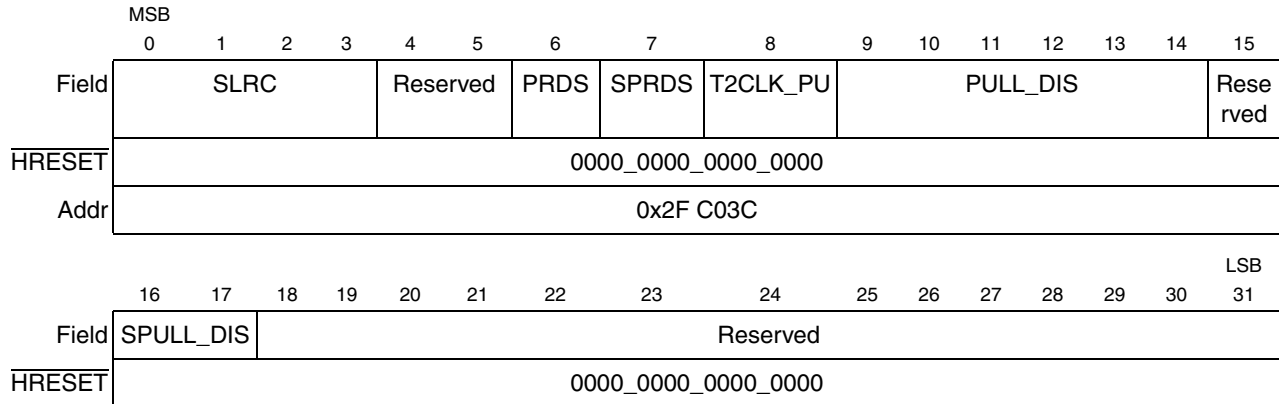 MSB
0 1 2 3 4 5 6 7 8 9 10 11 12 13 14 15
Field SLRC Reserved PRDS SPRDS T2CLK_PU PULL_DIS Rese
rved
HRESET 0000_0000_0000_0000
Addr 0x2F C03C
LSB
16 17 18 19 20 21 22 23 24 25 26 27 28 29 30 31
Field SPULL_DIS Reserved
HRESET 0000_0000_0000_0000